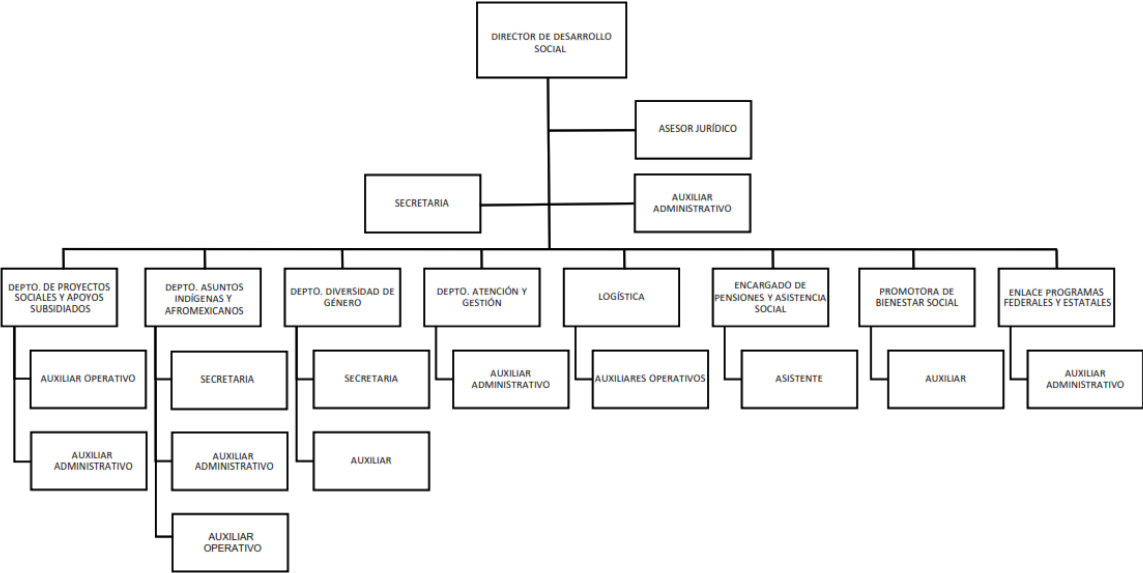 DIRECTOR DE DESARROLLO
SOCIAL
ASESOR JURÍDICO
SECRETARIA
AUXILIAR
ADMINISTRATIVO
DEPTO. DE PROYECTOS
SOCIALES Y APOYOS
SUBSIDIADOS
DEPTO. ASUNTOS
INDÍGENAS Y
AFROMEXICANOS
DEPTO. DIVERSIDAD DE
GÉNERO
DEPTO. ATENCIÓN Y
GESTIÓN
LOGÍSTICA
ENCARGADO DE
PENSIONES Y ASISTENCIA
SOCIAL
PROMOTORA DE
BIENESTAR SOCIAL
ENLACE PROGRAMAS
FEDERALES Y ESTATALES
AUXILIAR OPERATIVO
SECRETARIA
SECRETARIA
AUXILIAR
ADMINISTRATIVO
AUXILIARES OPERATIVOS
ASISTENTE
AUXILIAR
AUXILIAR
ADMINISTRATIVO
AUXILIAR
ADMINISTRATIVO
AUXILIAR
ADMINISTRATIVO
AUXILIAR
AUXILIAR
OPERATIVO